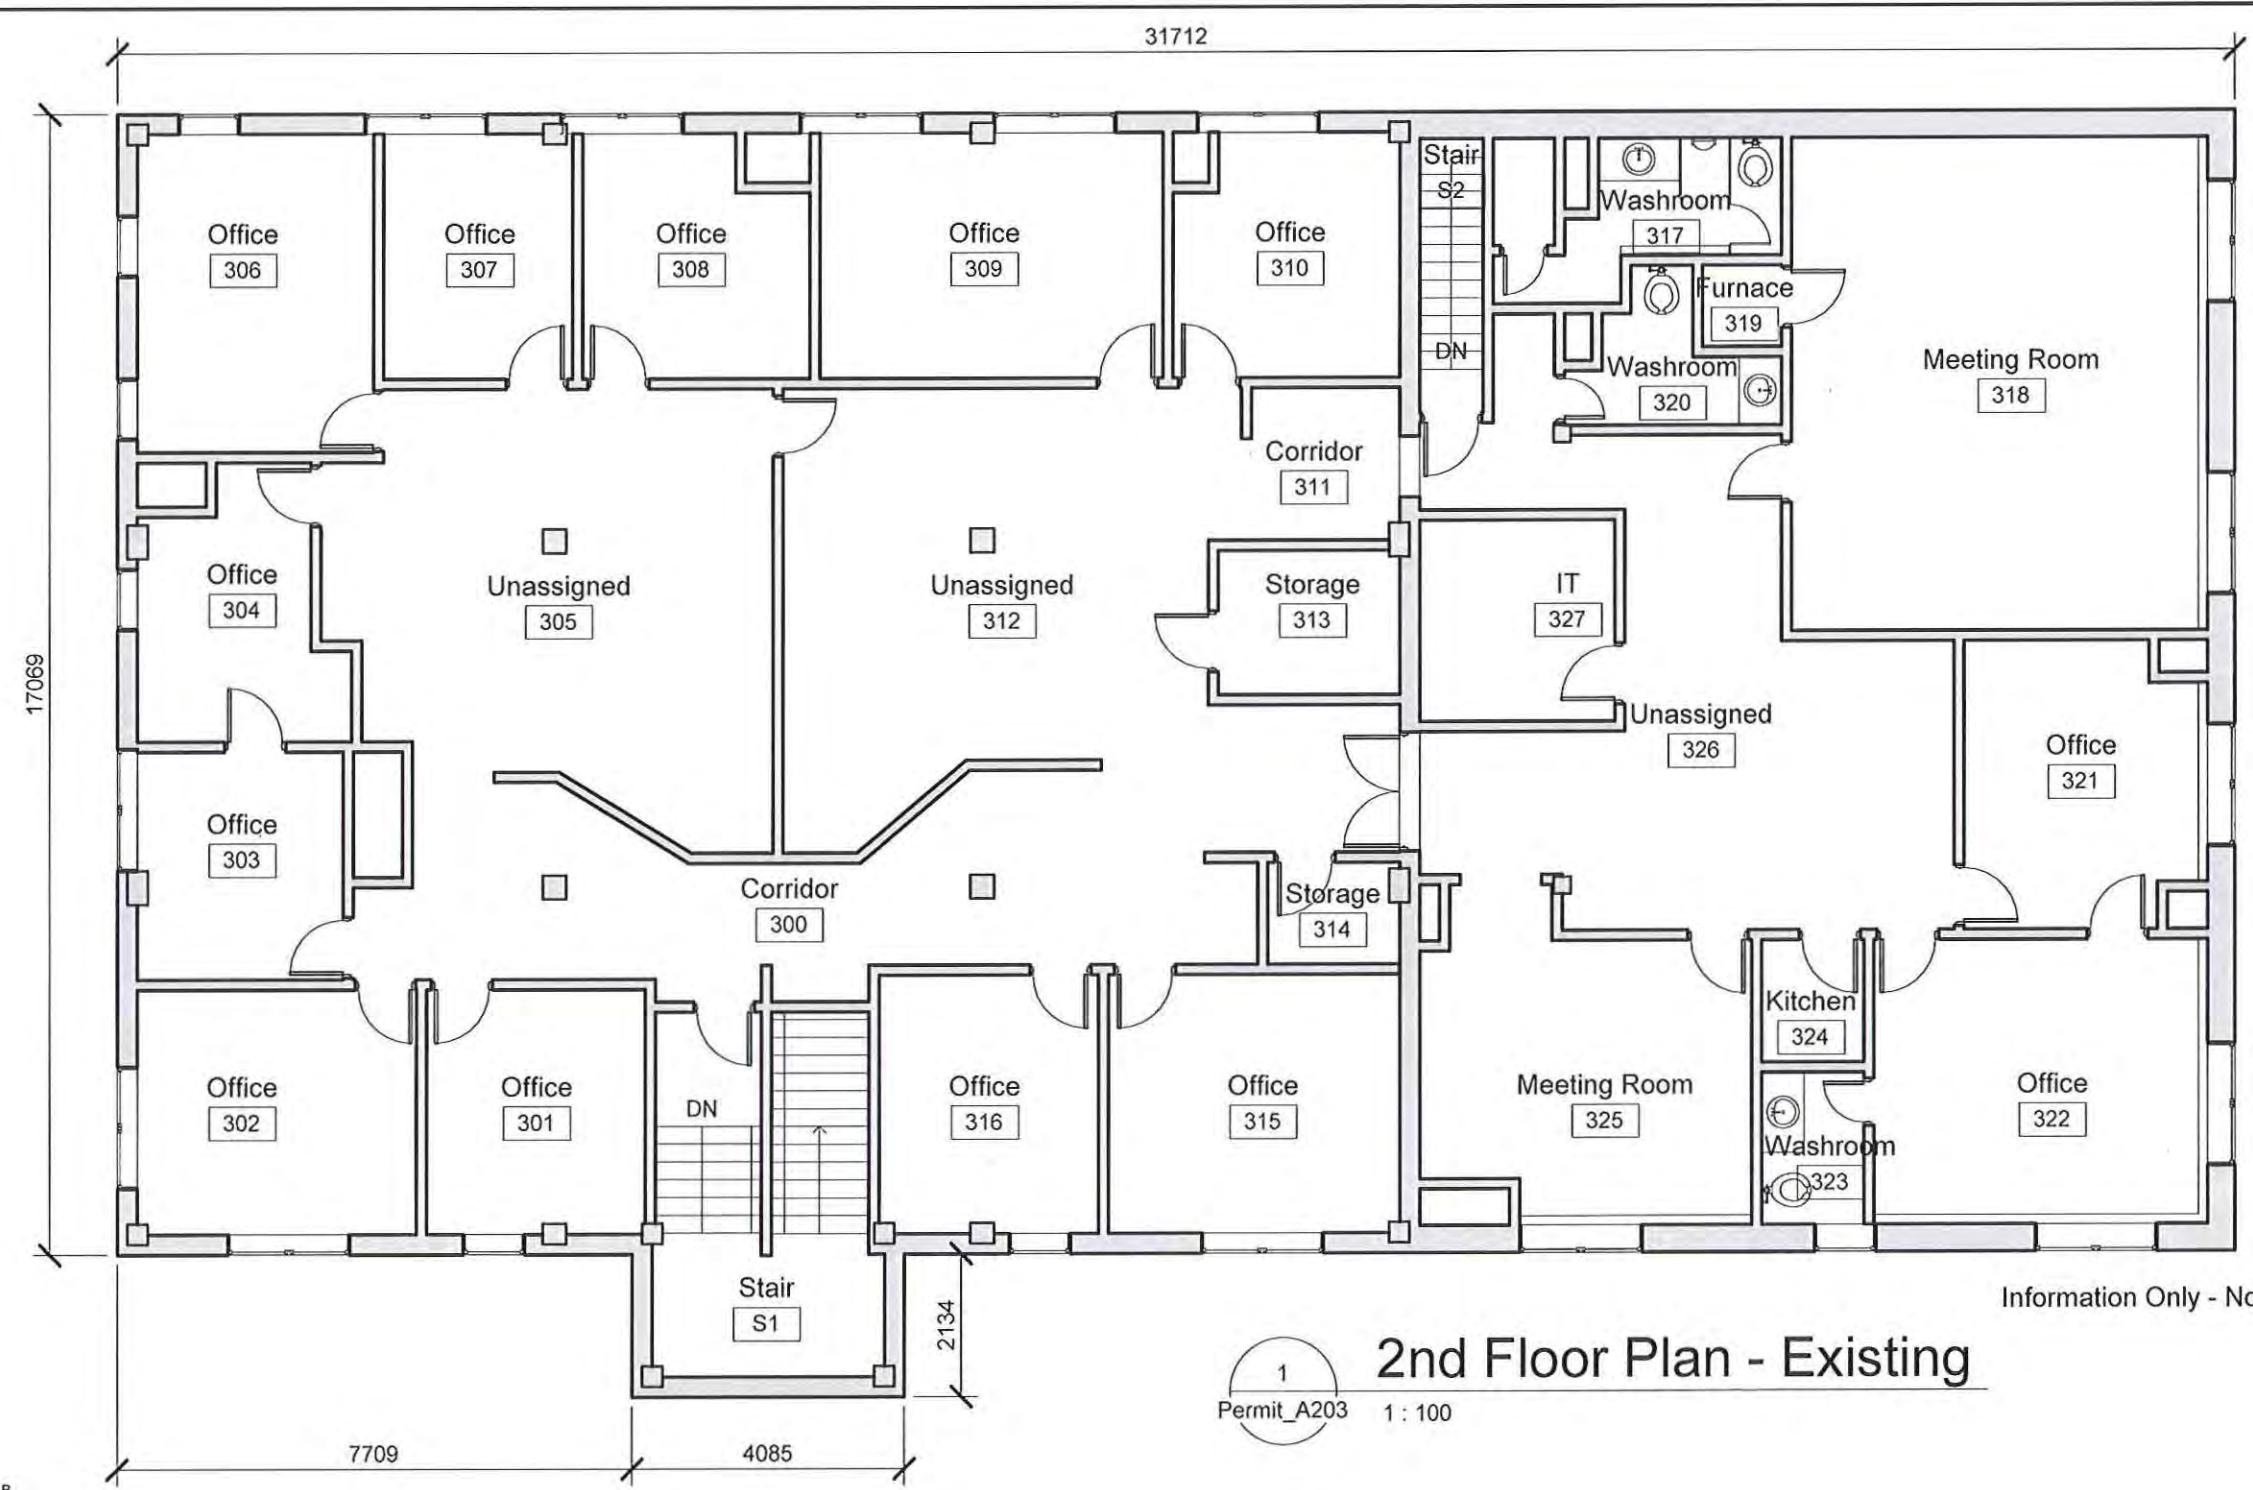 31712
17069
Office
306
Office
307
Office
308
Office
309
Office
310
Stair
S2
DN
Washroom
317
Furnace
319
Washroom
320
Meeting Room
318
Corridor
311
Office
304
Unassigned
305
Unassigned
312
Storage
313
IT
327
Unassigned
326
Office
321
Office
303
Corridor
300
Storage
314
Kitchen
324
Office
302
Office
301
DN
Office
316
Office
315
Meeting Room
325
Washroom
323
Office
322
Stair
S1
2134
Information Only - No
1
Permit_A203
2nd Floor Plan - Existing
1 : 100
7709
4085